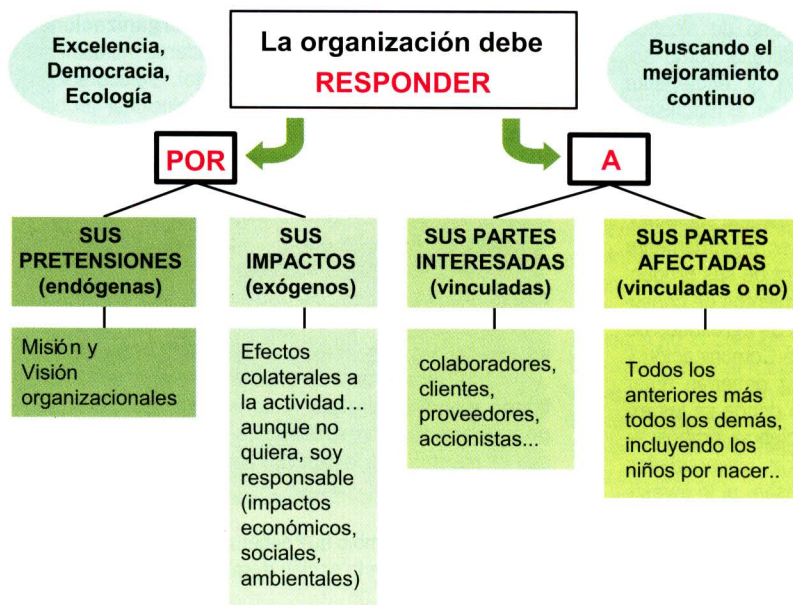 Excelencia,
Democracia,
Ecología
La organización debe
RESPONDER
Buscando el
mejoramiento
continuo
POR
A
SUS
PRETENSIONES
(endógenas)
SUS
IMPACTOS
(exógenos)
SUS PARTES
INTERESADAS
(vinculadas)
SUS PARTES
AFECTADAS
(vinculadas o no)
Misión y
Visión
organizacionales
Efectos
colaterales a
la actividad...
aunque no
quiera, soy
responsable
(impactos
económicos,
sociales,
ambientales)
colaboradores,
clientes,
proveedores,
accionistas...
Todos los
anteriores más
todos los demás,
incluyendo los
niños por nacer..